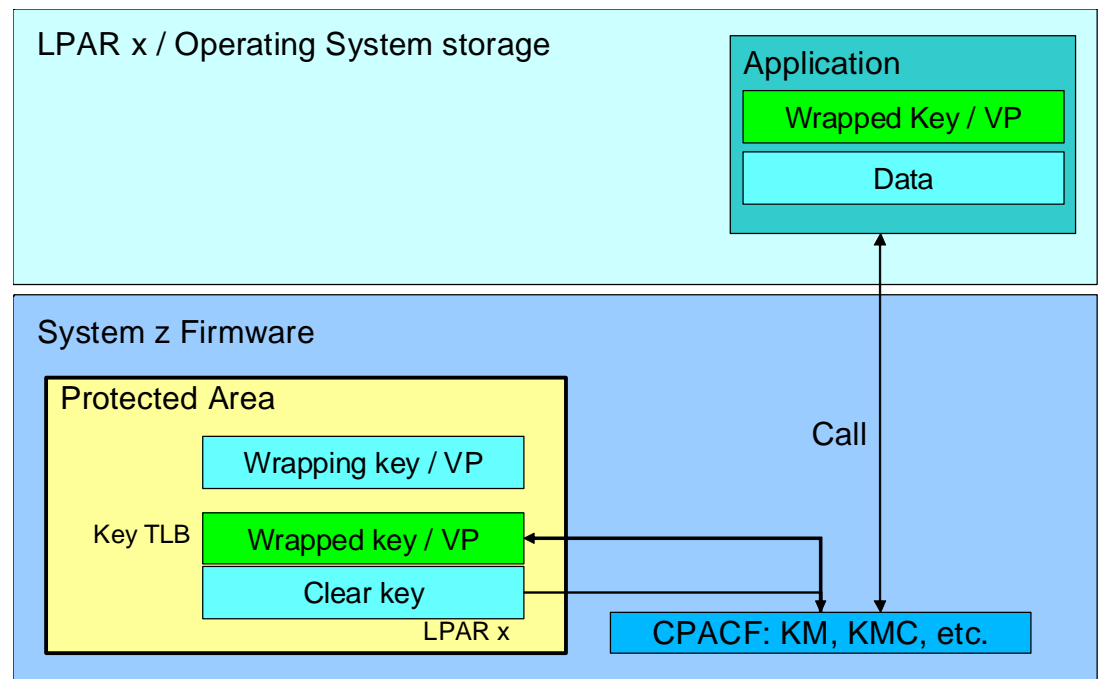 LPAR x / Operating System storage
Application
Wrapped Key / VP
Data
System z Firmware
Protected Area
Wrapping key / VP
Call
Key TLB
Wrapped key / VP
Clear key
LPAR x
CPACF: KM, KMC, etc.